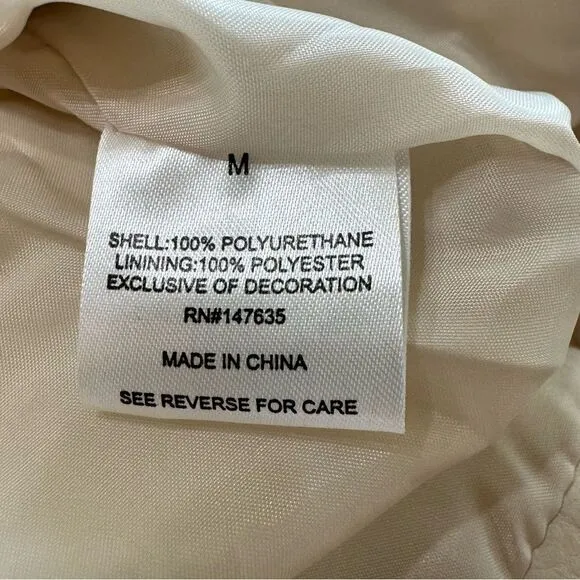 M
SHELL:100% POLYURETHANE
LINING:100% POLYESTER
EXCLUSIVE OF DECORATION
RN#147635
MADE IN CHINA
SEE REVERSE FOR CARE